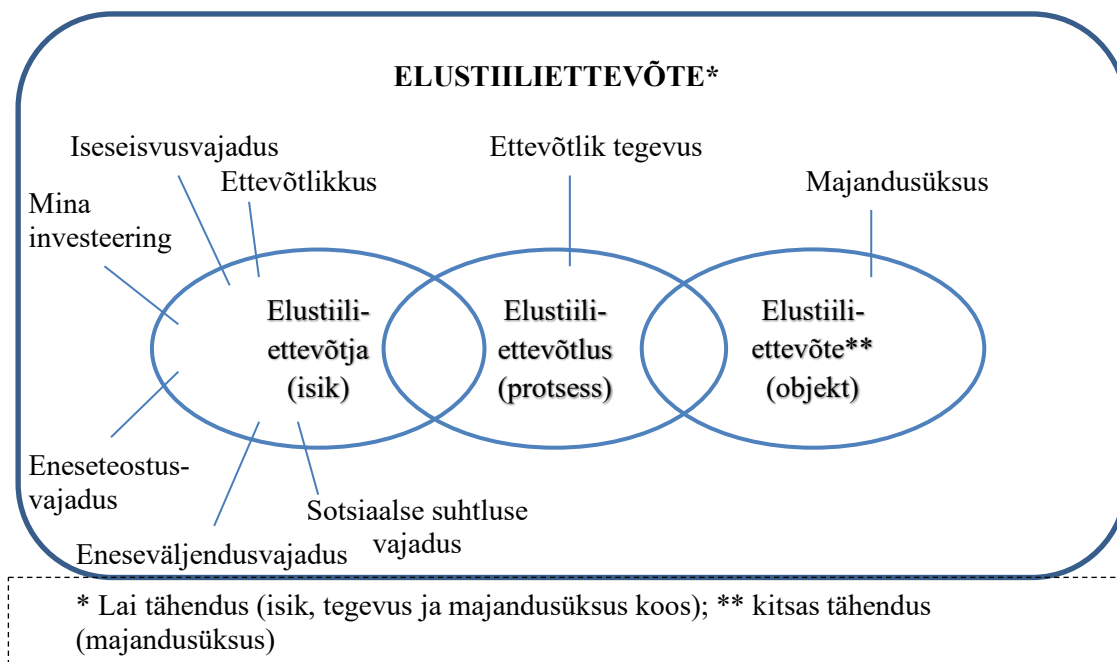 ELUSTIILIETTEVÕTE*
Iseseisvusvajadus
Ettevõtlik tegevus
Ettevõtlikkus
Majandusüksus
Mina
investeering
Elustiili-
ettevõtja
(isik)
Elustiili-
ettevõtlus
(protsess)
Elustiili-
ettevõte**
(objekt)
Eneseteostus-
vajadus
Sotsiaalse suhtluse
vajadus
Eneseväljendusvajadus
* Lai tähendus (isik, tegevus ja majandusüksus koos); ** kitsas tähendus
(majandusüksus)